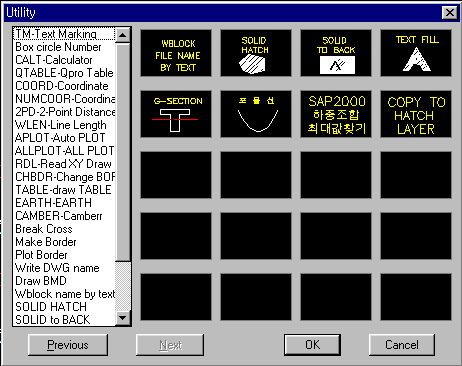 Utility
TM-Text Marking
Box circle Number
CALT-Calculator
QTABLE-Qpro Table
COORD-Coordinate
NUMCOOR-Coordina
2PD-2-Point Distance
WLEN-Line Length
APLOT-Auto PLOT
ALLPLOT-ALL PLOT
RDL-Read XY Draw
CHBDR-Change BOR
TABLE-draw TABLE
EARTH-EARTH
CAMBER-Camberr
Break Cross
Make Border
Plot Border
Write DWG name
Draw BMD
Wblock name by text
SOLID HATCH
SOLID to BACK
WBLOCK
FILE NAME
BY TEXT
SOLID
HATCH
SOLID
TO BACK
TEXT FILL
G-SECTION
포물선
SAP2000
하중조합
최대값찾기
COPY TO
HATCH
LAYER
Previous
Next
OK
Cancel